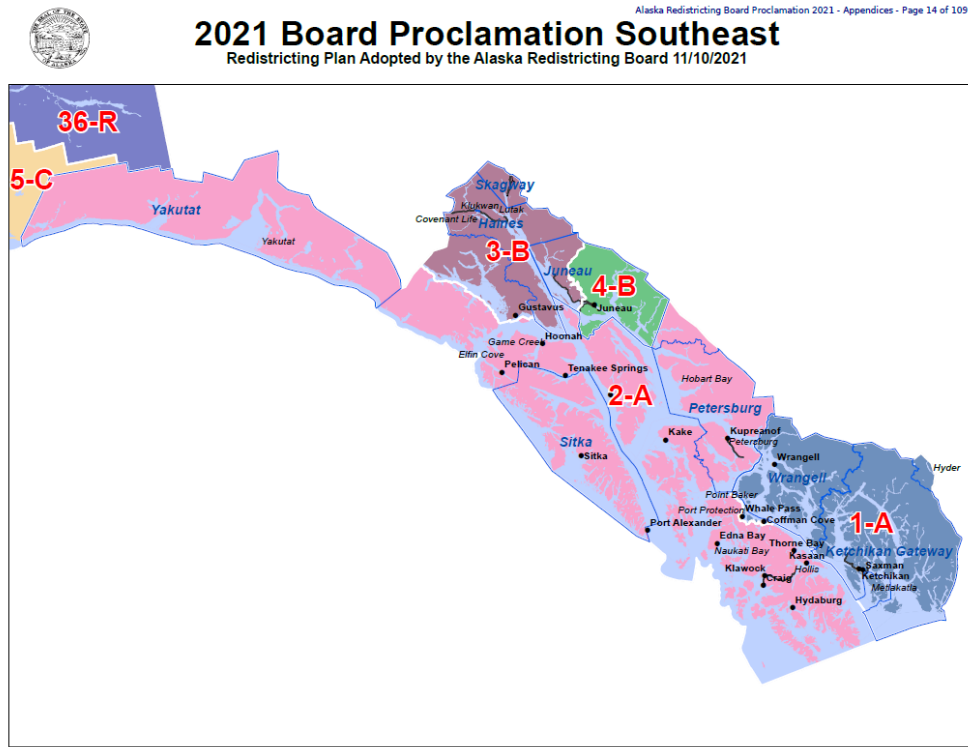 Alaska Redistricting Board Proclamation 2021 - Appendices - Page 14 of 109
2021 Board Proclamation Southeast
Redistricting Plan Adopted by the Alaska Redistricting Board 11/10/2021
36-R
5-C
Yakutat
Yakutat
Skagway
Klukwan
Lutak
Covenant Life
Haines
3-B
Juneau
4-B
Juneau
Gustavus
Game Creek
Hoonah
Elfin Cove
Pelican
Tenakee Springs
Hobart Bay
2-A
Petersburg
Kake
Kupreanof
Petersburg
Sitka
Sitka
Wrangell
Hyder
Wrangell
Point Baker
Port Protection
Whale Pass
Coffman Cove
1-A
Port Alexander
Edna Bay
Thorne Bay
Ketchikan Gateway
Naukati Bay
Kasaan
Klawock
Hollis
Saxman
Craig
Ketchikan
Metlakatla
Hydaburg